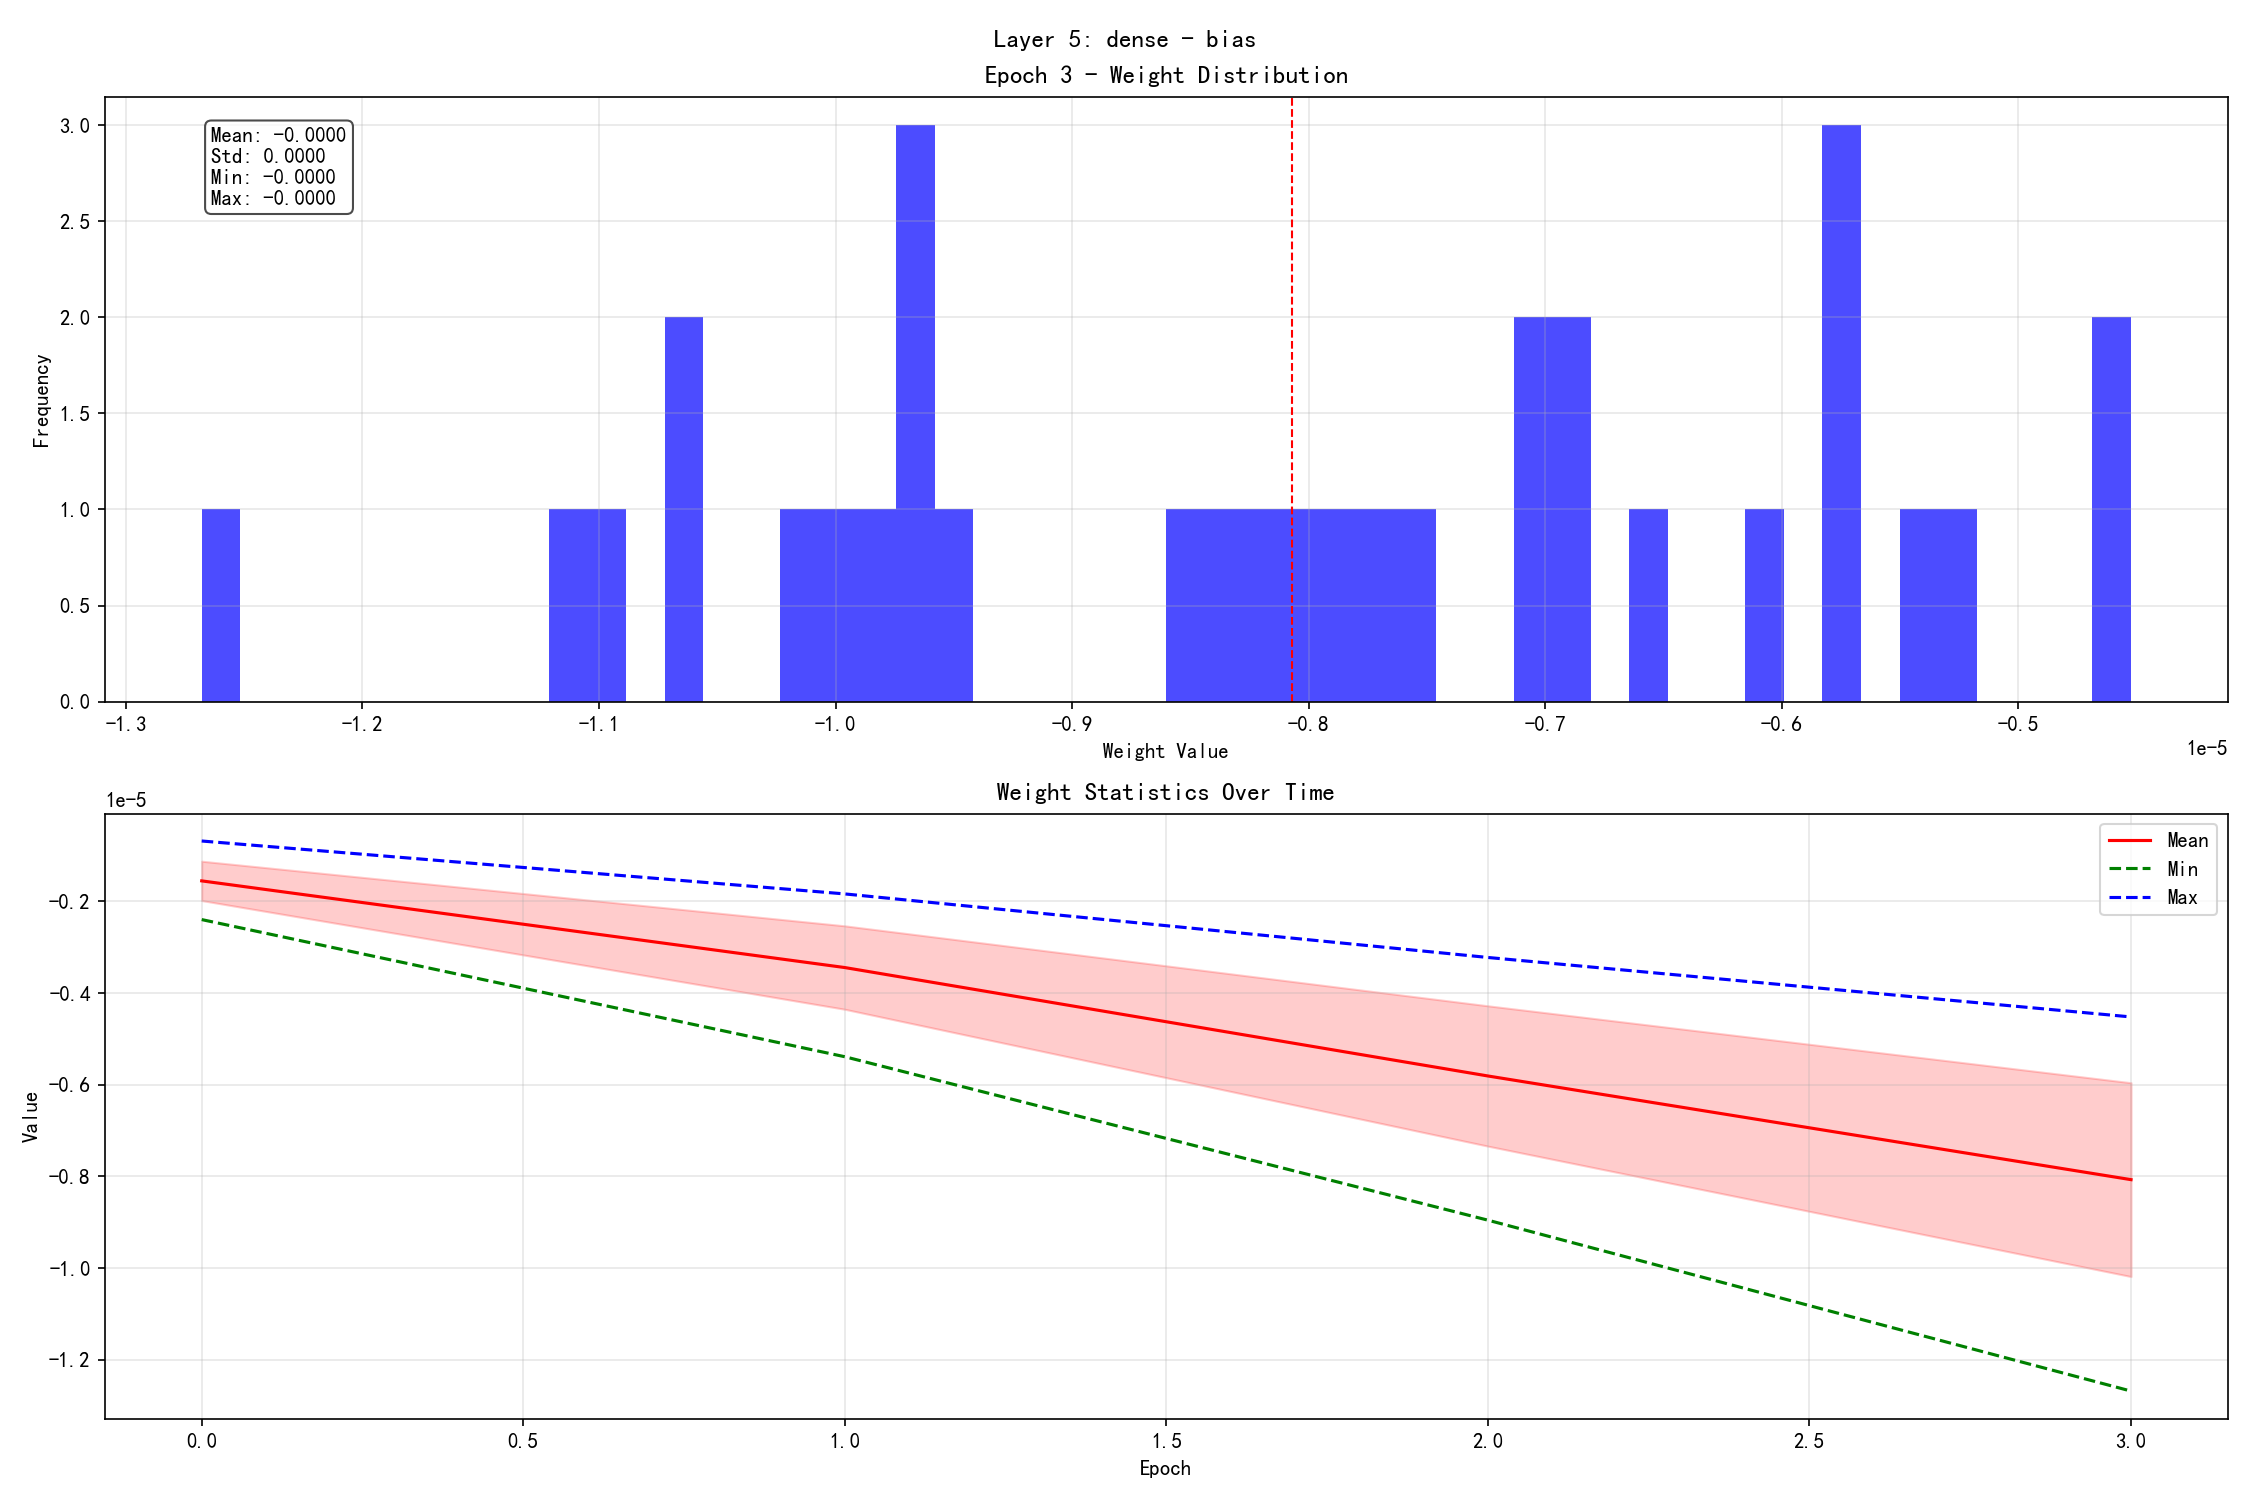 Layer 5: dense - bias
Epoch 3 - Weight Distribution
Mean: -0.0000
Std: 0.0000
Min: -0.0000
Max: -0.0000
3.0
2.5
2.0
1.5
1.0
0.5
0.0
Frequency
-1.3 -1.2 -1.1 -1.0 -0.9 -0.8 -0.7 -0.6 -0.5
1e-5
Weight Value
Weight Statistics Over Time
1e-5
Mean
Min
Max
-0.2
-0.4
-0.6
-0.8
-1.0
-1.2
Value
0.0 0.5 1.0 1.5 2.0 2.5 3.0
Epoch